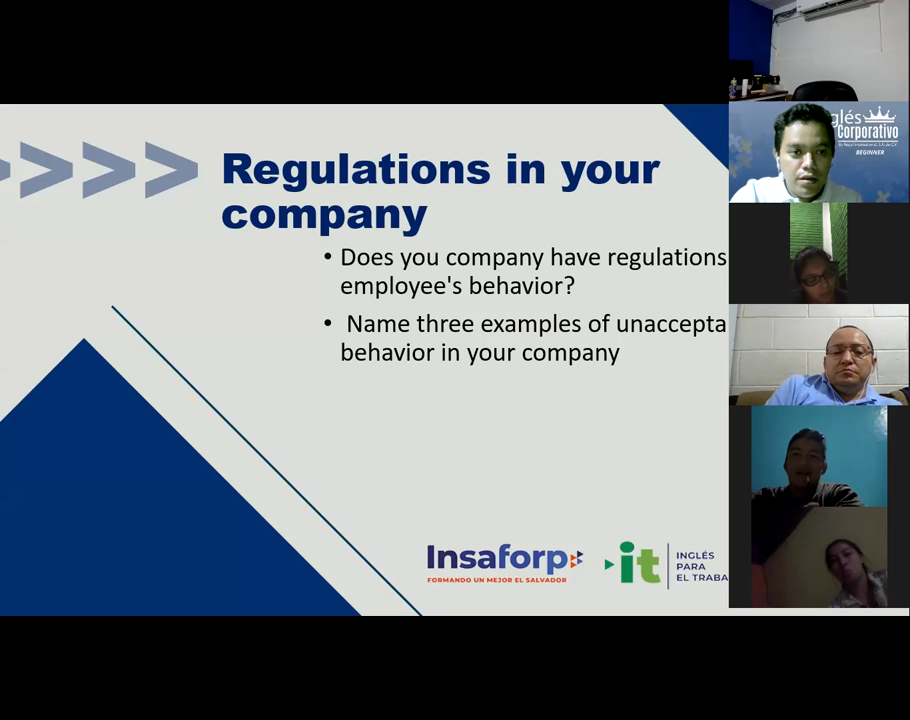 >>>>
Regulations in your
company
• Does you company have regulations
employee's behavior?
• Name three examples of unaccepta
behavior in your company
Insaforp
FORMANDO UN MEJOR EL SALVADOR
it
INGLÉS
PARA
EL TRABA
glés
Corporativo
BEGINNER